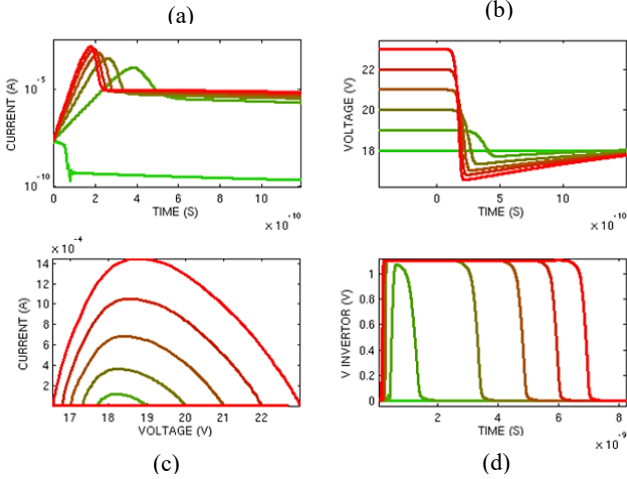 (a)
(b)
CURRENT (A)
10⁻⁵
10⁻¹⁰
0 2 4 6 8 10
TIME (S)
× 10⁻¹⁰
VOLTAGE (V)
22
20
18
0 5 10
TIME (S)
× 10⁻¹⁰
× 10⁻⁴
CURRENT (A)
14
12
10
8
6
4
2
17 18 19 20 21 22
VOLTAGE (V)
V INVERTOR (V)
1
0.8
0.6
0.4
0.2
0
2 4 6 8
TIME (S)
× 10⁻⁹
(c)
(d)